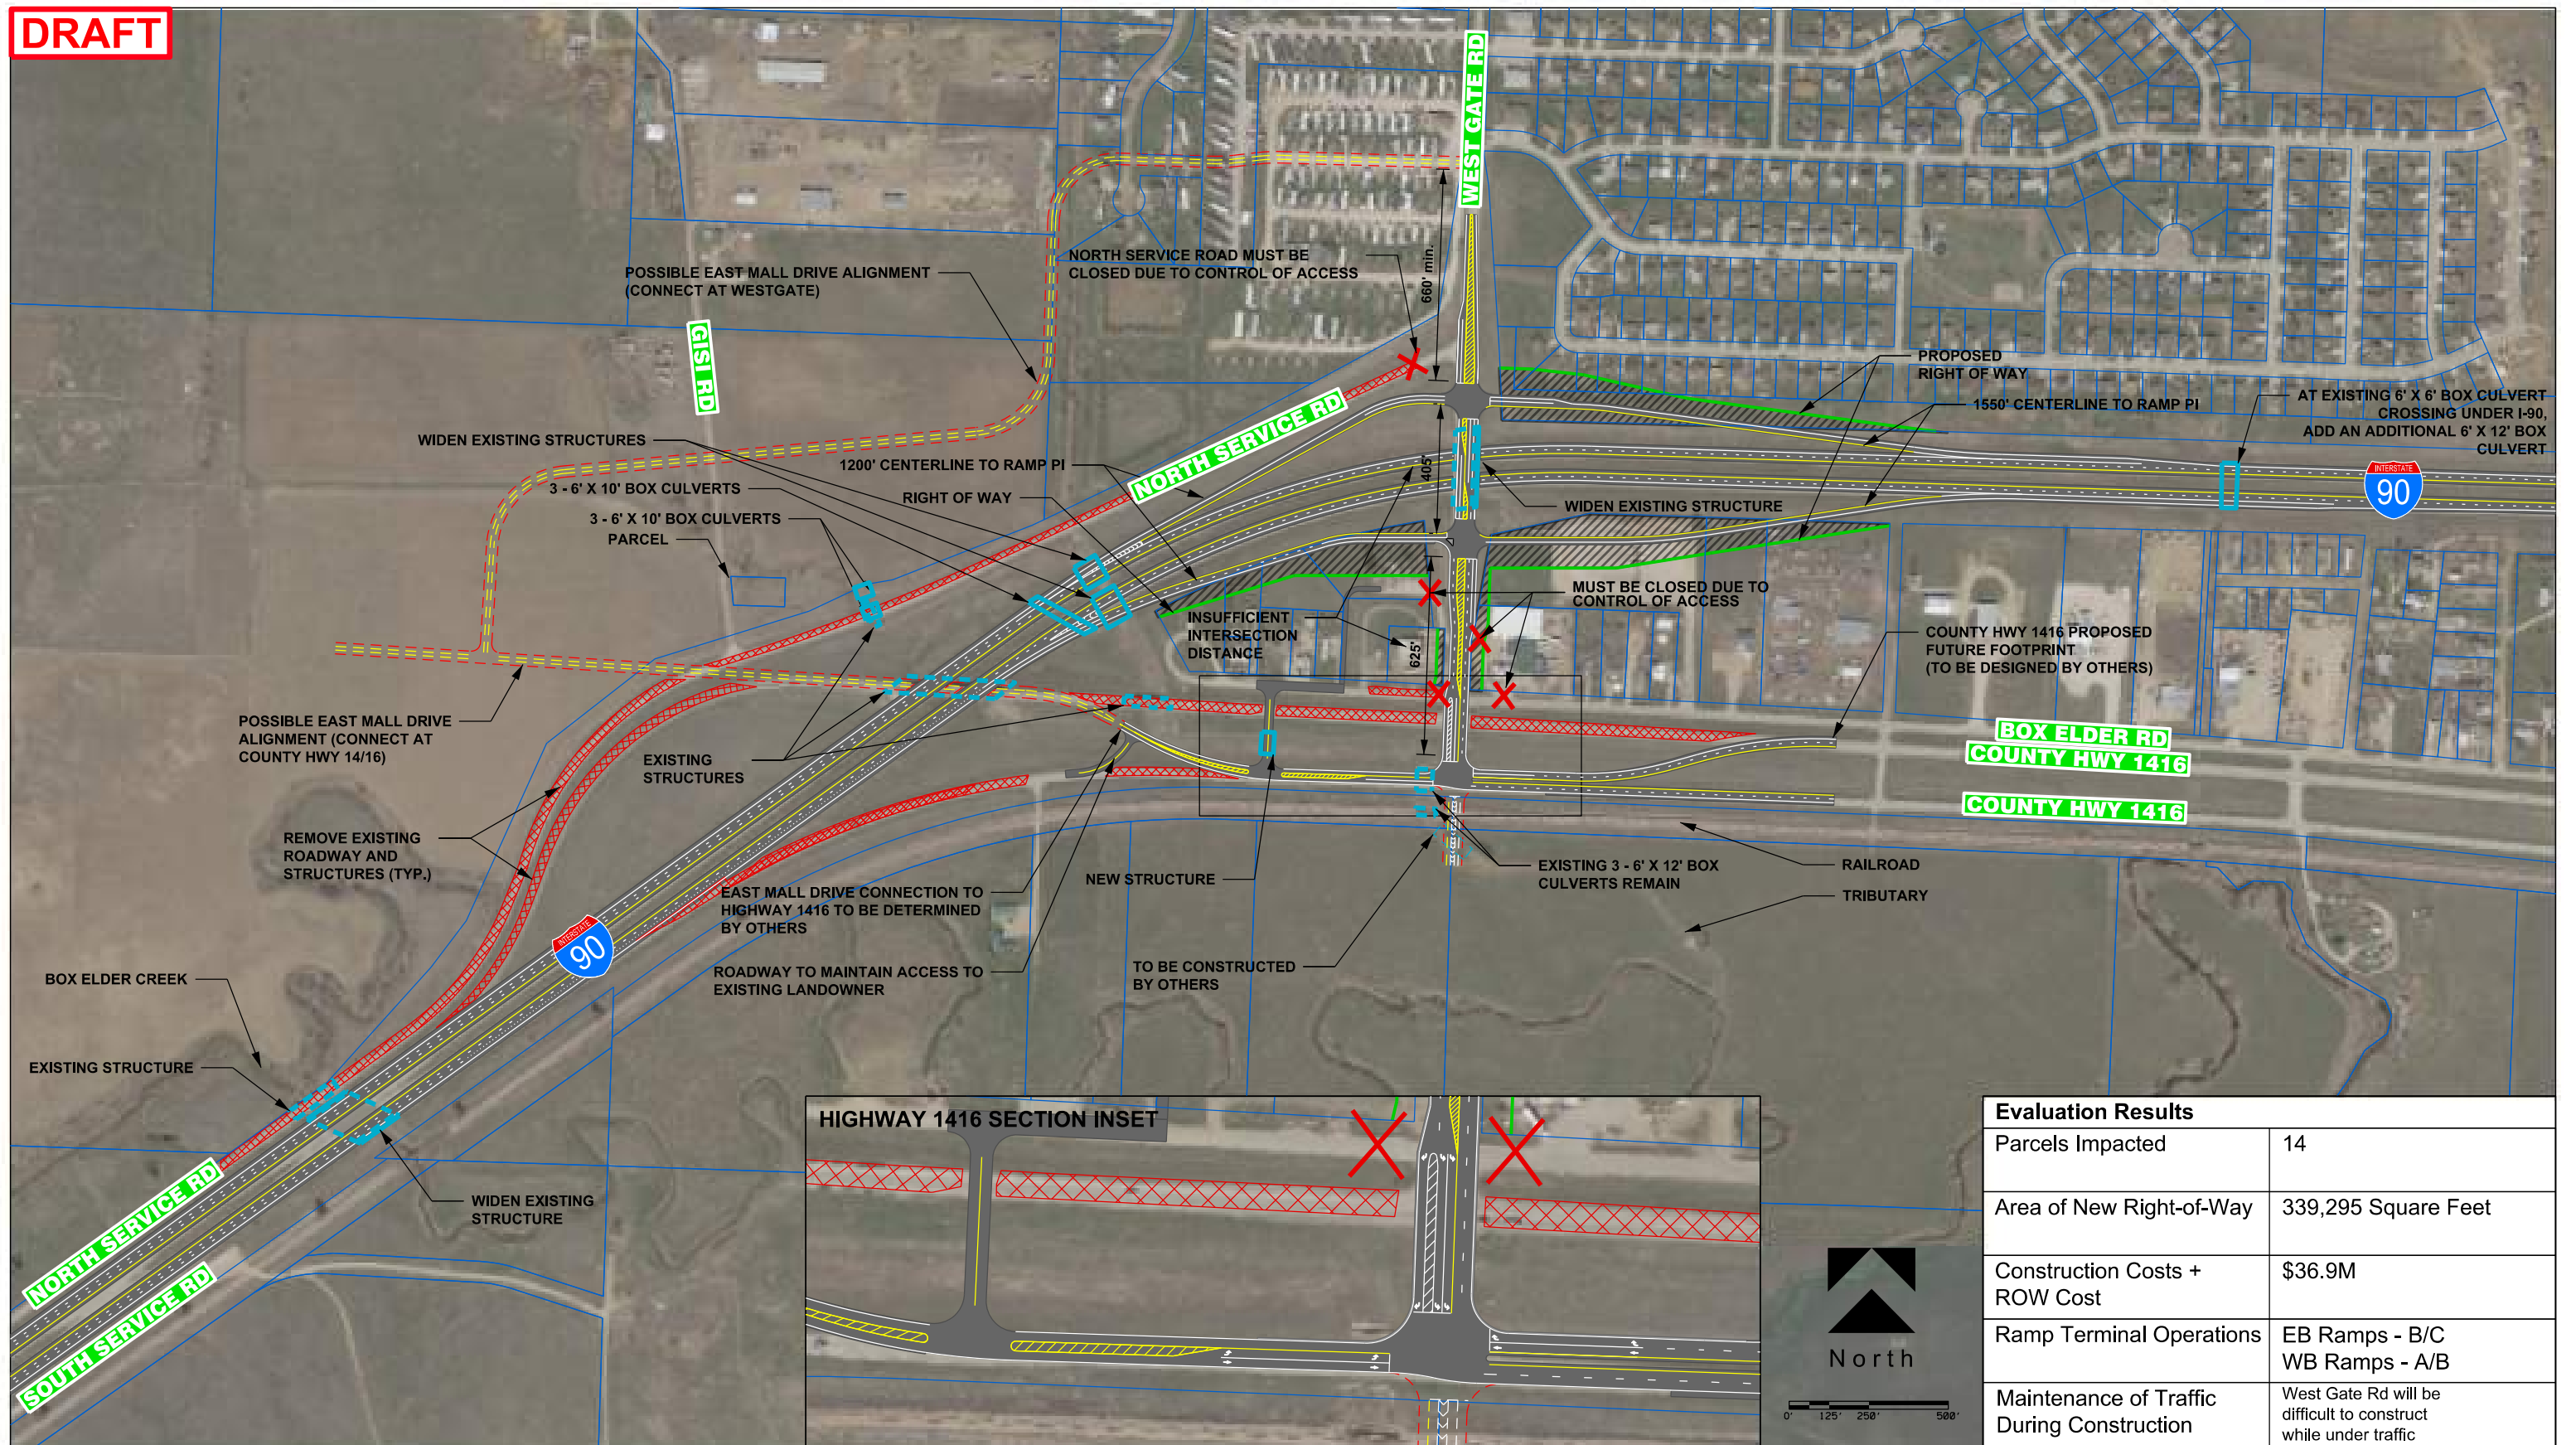 DRAFT
WEST GATE RD
NORTH SERVICE ROAD MUST BE
CLOSED DUE TO CONTROL OF ACCESS
660' min.
POSSIBLE EAST MALL DRIVE ALIGNMENT
(CONNECT AT WESTGATE)
GISI RD
PROPOSED
RIGHT OF WAY
1550' CENTERLINE TO RAMP PI
AT EXISTING 6' X 6' BOX CULVERT
CROSSING UNDER I-90,
ADD AN ADDITIONAL 6' X 12' BOX
CULVERT
INTERSTATE
90
NORTH SERVICE RD
WIDEN EXISTING STRUCTURES
1200' CENTERLINE TO RAMP PI
405'
3 - 6' X 10' BOX CULVERTS
RIGHT OF WAY
WIDEN EXISTING STRUCTURE
3 - 6' X 10' BOX CULVERTS
PARCEL
MUST BE CLOSED DUE TO
CONTROL OF ACCESS
INSUFFICIENT
INTERSECTION
DISTANCE
625'
COUNTY HWY 1416 PROPOSED
FUTURE FOOTPRINT
(TO BE DESIGNED BY OTHERS)
POSSIBLE EAST MALL DRIVE
ALIGNMENT (CONNECT AT
COUNTY HWY 14/16)
EXISTING
STRUCTURES
BOX ELDER RD
COUNTY HWY 1416
COUNTY HWY 1416
REMOVE EXISTING
ROADWAY AND
STRUCTURES (TYP.)
EAST MALL DRIVE CONNECTION TO
HIGHWAY 1416 TO BE DETERMINED
BY OTHERS
NEW STRUCTURE
EXISTING 3 - 6' X 12' BOX
CULVERTS REMAIN
RAILROAD
TRIBUTARY
INTERSTATE
90
ROADWAY TO MAINTAIN ACCESS TO
EXISTING LANDOWNER
TO BE CONSTRUCTED
BY OTHERS
BOX ELDER CREEK
EXISTING STRUCTURE
WIDEN EXISTING
STRUCTURE
NORTH SERVICE RD
SOUTH SERVICE RD
HIGHWAY 1416 SECTION INSET
North
0' 125' 250' 500'
Evaluation Results
Parcels Impacted 14
Area of New Right-of-Way 339,295 Square Feet
Construction Costs + $36.9M
ROW Cost
Ramp Terminal Operations EB Ramps - B/C
WB Ramps - A/B
Maintenance of Traffic West Gate Rd will be
During Construction difficult to construct
while under traffic